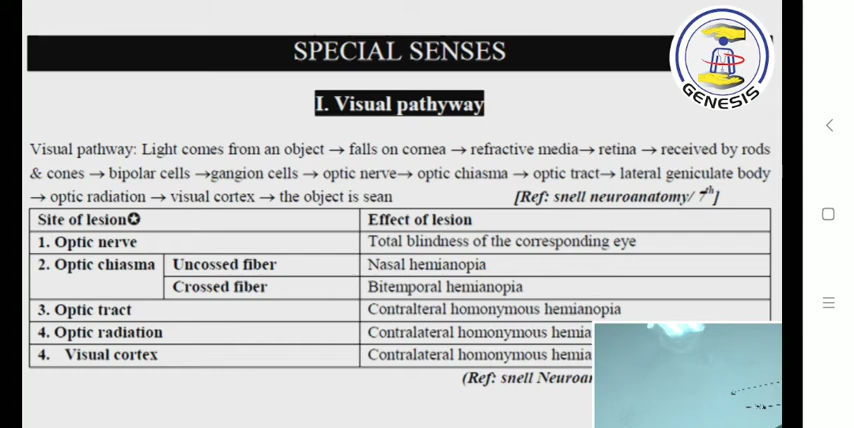 SPECIAL SENSES
GENESIS
I. Visual pathyway
Visual pathway: Light comes from an object → falls on cornea → refractive media→ retina → received by rods
& cones → bipolar cells →gangion cells → optic nerve→ optic chiasma → optic tract→ lateral geniculate body
→ optic radiation → visual cortex → the object is sean [Ref: snell neuroanatomy/ 7th]
Site of lesion✪ Effect of lesion
1. Optic nerve Total blindness of the corresponding eye
2. Optic chiasma Uncossed fiber Nasal hemianopia
Crossed fiber Bitemporal hemianopia
3. Optic tract Contralteral homonymous hemianopia
4. Optic radiation Contralateral homonymous hemia
4. Visual cortex Contralateral homonymous hemia
(Ref: snell Neuroan